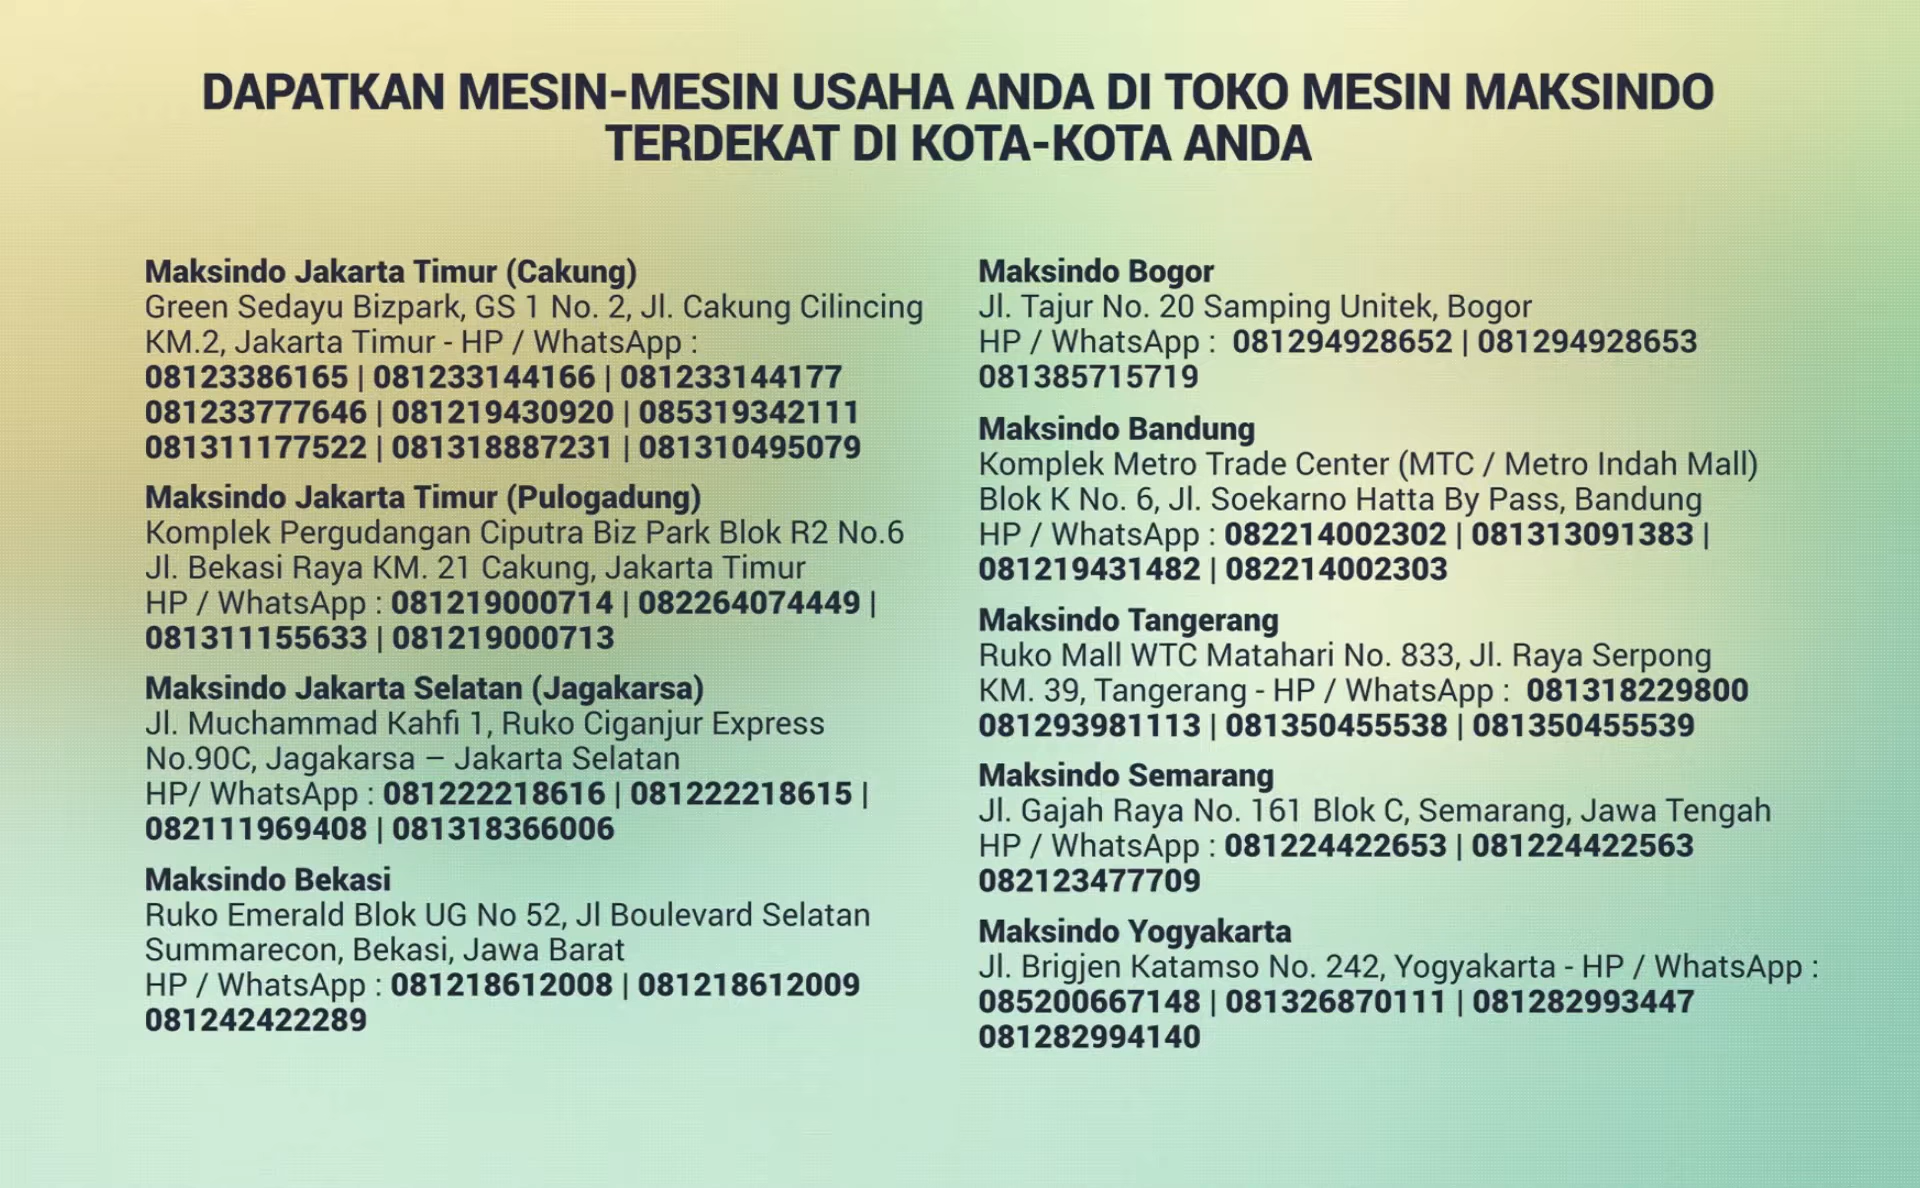 DAPATKAN MESIN-MESIN USAHA ANDA DI TOKO MESIN MAKSINDO
TERDEKAT DI KOTA-KOTA ANDA
Maksindo Jakarta Timur (Cakung)
Green Sedayu Bizpark, GS 1 No. 2, Jl. Cakung Cilincing
KM.2, Jakarta Timur - HP / WhatsApp :
08123386165 | 081233144166 | 081233144177
081233777646 | 081219430920 | 085319342111
081311177522 | 081318887231 | 081310495079
Maksindo Jakarta Timur (Pulogadung)
Komplek Pergudangan Ciputra Biz Park Blok R2 No.6
Jl. Bekasi Raya KM. 21 Cakung, Jakarta Timur
HP / WhatsApp : 081219000714 | 082264074449 |
081311155633 | 081219000713
Maksindo Jakarta Selatan (Jagakarsa)
Jl. Muchammad Kahfi 1, Ruko Ciganjur Express
No.90C, Jagakarsa – Jakarta Selatan
HP/ WhatsApp : 081222218616 | 081222218615 |
082111969408 | 081318366006
Maksindo Bekasi
Ruko Emerald Blok UG No 52, Jl Boulevard Selatan
Summarecon, Bekasi, Jawa Barat
HP / WhatsApp : 081218612008 | 081218612009
081242422289
Maksindo Bogor
Jl. Tajur No. 20 Samping Unitek, Bogor
HP / WhatsApp : 081294928652 | 081294928653
081385715719
Maksindo Bandung
Komplek Metro Trade Center (MTC / Metro Indah Mall)
Blok K No. 6, Jl. Soekarno Hatta By Pass, Bandung
HP / WhatsApp : 082214002302 | 081313091383 |
081219431482 | 082214002303
Maksindo Tangerang
Ruko Mall WTC Matahari No. 833, Jl. Raya Serpong
KM. 39, Tangerang - HP / WhatsApp : 081318229800
081293981113 | 081350455538 | 081350455539
Maksindo Semarang
Jl. Gajah Raya No. 161 Blok C, Semarang, Jawa Tengah
HP / WhatsApp : 081224422653 | 081224422563
082123477709
Maksindo Yogyakarta
Jl. Brigjen Katamso No. 242, Yogyakarta - HP / WhatsApp :
085200667148 | 081326870111 | 081282993447
081282994140